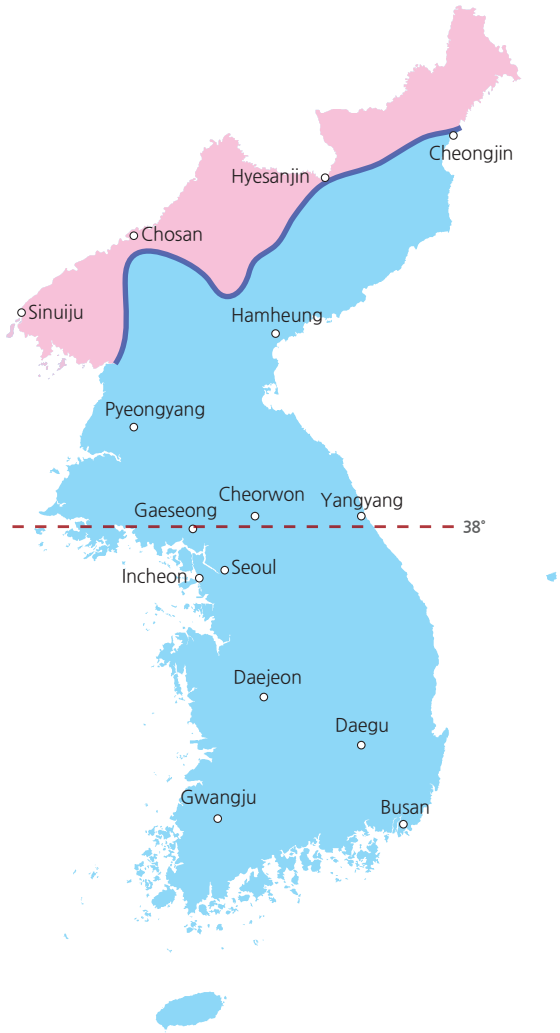 Cheongjin
Hyesanjin
Chosan
Sinuiju
Hamheung
Pyeongyang
Cheorwon
Yangyang
Gaeseong
38°
Seoul
Incheon
Daejeon
Daegu
Gwangju
Busan